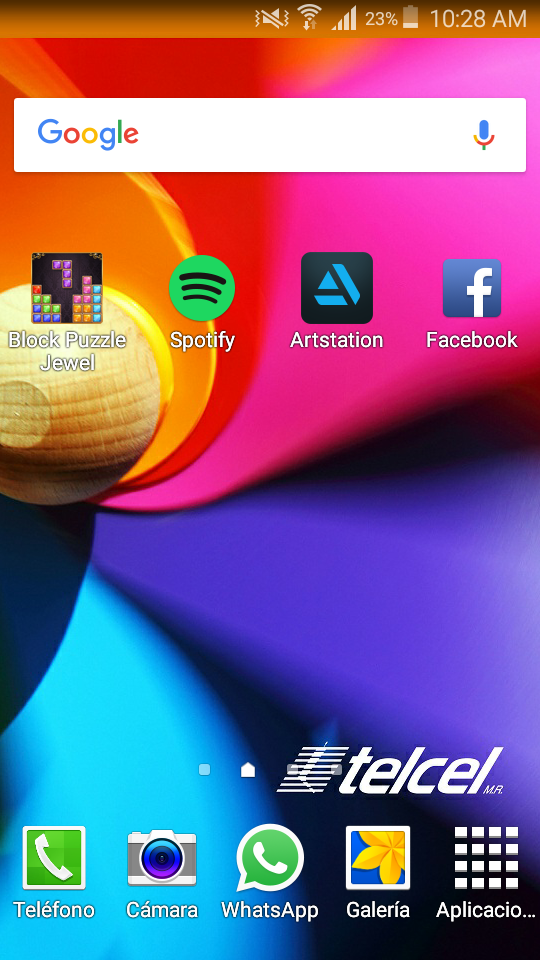 23% 10:28 AM
Google
Block Puzzle Jewel
Spotify
Artstation
Facebook
telcel M.R.
Teléfono
Cámara
WhatsApp
Galería
Aplicacio...